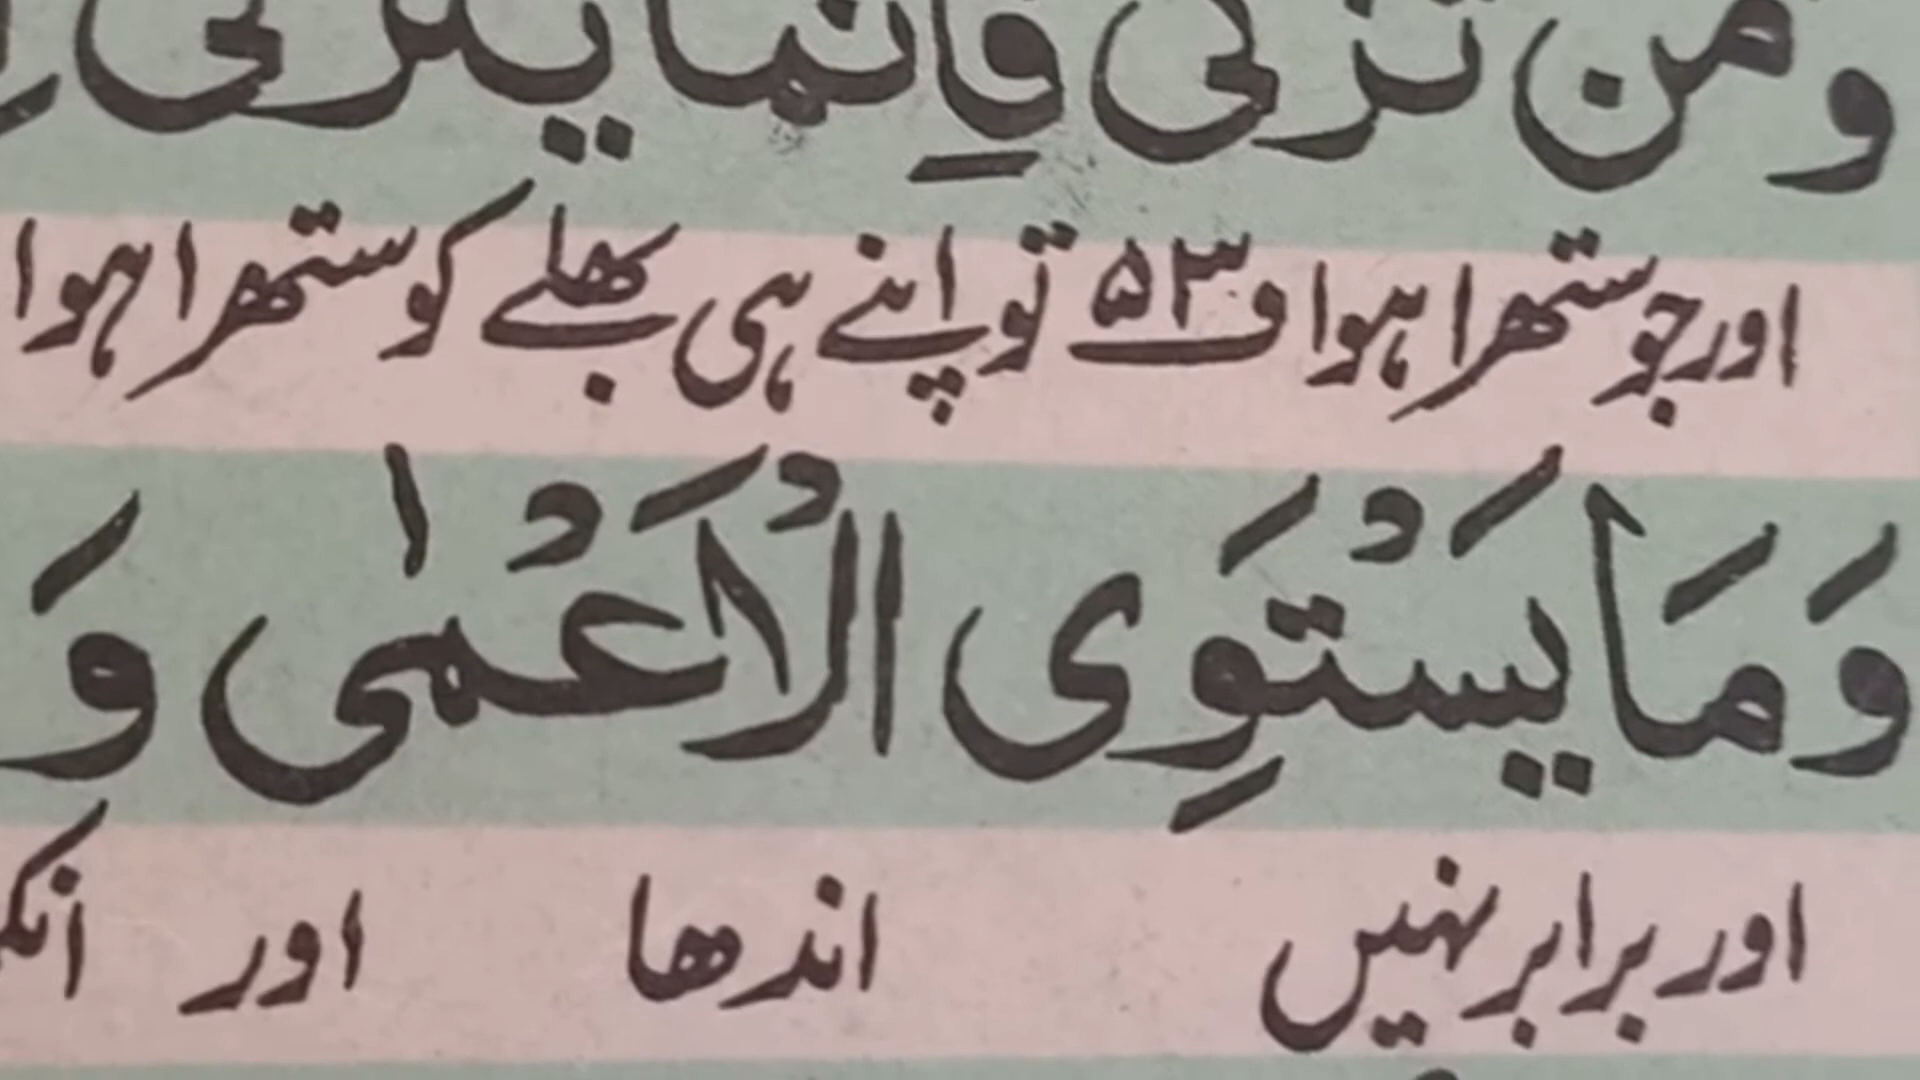 ومن تزکی فاِنما یتزکی
اور جو ستھرا ہوا ف۵۳ تو اپنے ہی بھلے کو ستھرا ہوا
وَمَا یَسْتَوِی الْاَعْمٰی وَ
اور برابر نہیں اندھا اور